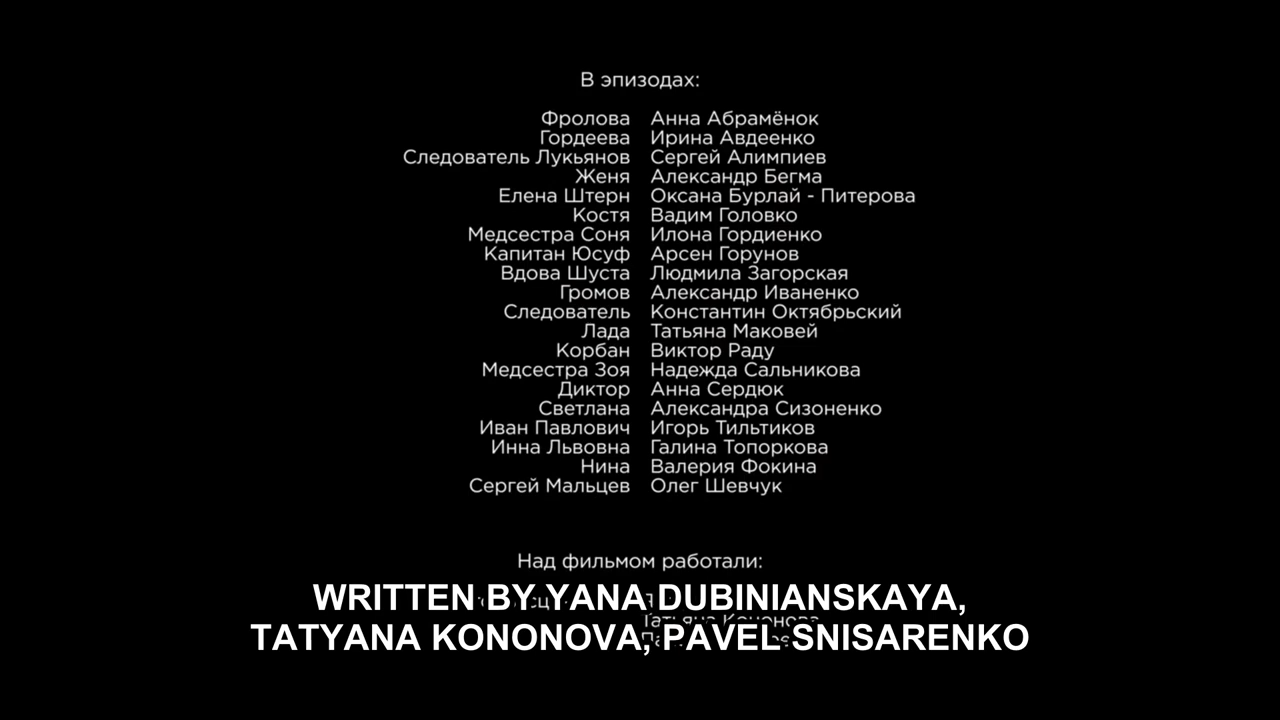 В эпизодах:
Фролова Анна Абрамёнок
Гордеева Ирина Авдеенко
Следователь Лукьянов Сергей Алимпиев
Женя Александр Бегма
Елена Штерн Оксана Бурлай - Питерова
Костя Вадим Головко
Медсестра Соня Илона Гордиенко
Капитан Юсуф Арсен Горунов
Вдова Шуста Людмила Загорская
Громов Александр Иваненко
Следователь Константин Октябрьский
Лада Татьяна Маковей
Корбан Виктор Раду
Медсестра Зоя Надежда Сальникова
Диктор Анна Сердюк
Светлана Александра Сизоненко
Иван Павлович Игорь Тильтиков
Инна Львовна Галина Топоркова
Нина Валерия Фокина
Сергей Мальцев Олег Шевчук
Над фильмом работали:
WRITTEN BY YANA DUBINIANSKAYA,
Татьяна Кононова
TATYANA KONONOVA, PAVEL SNISARENKO